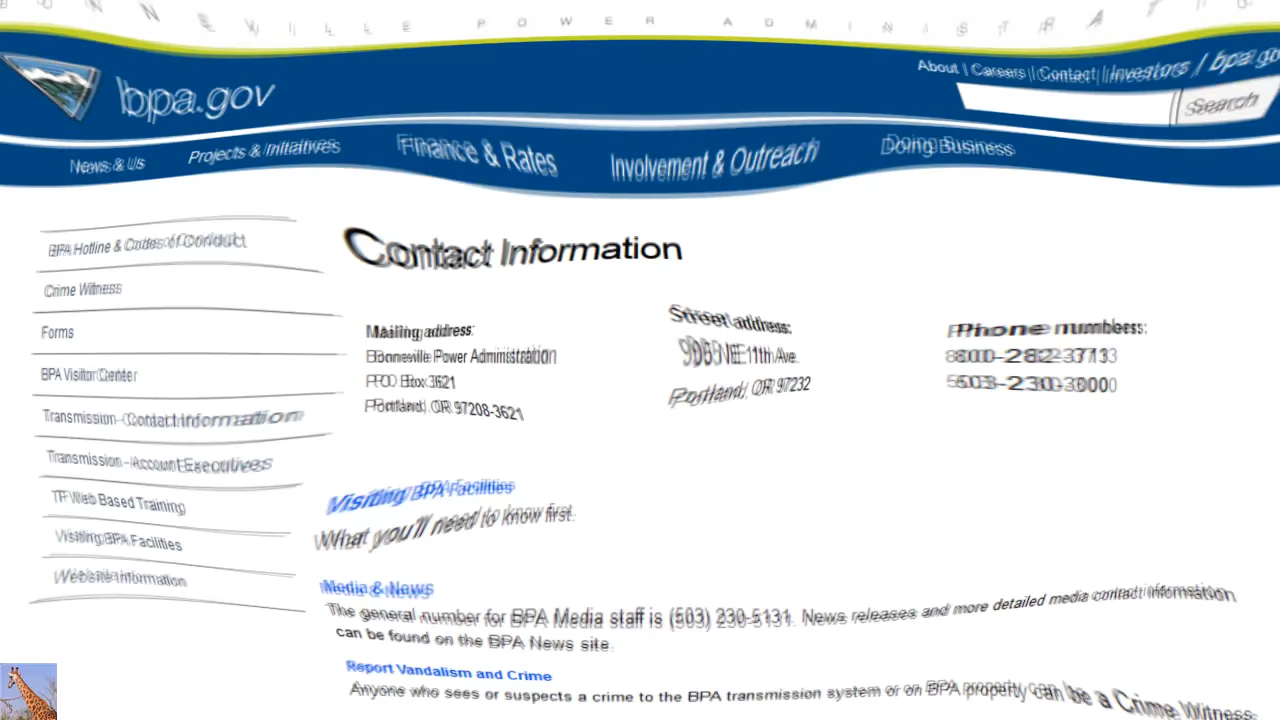 BONNEVILLE POWER ADMINISTRATIO
About | Careers | Contact | Investors / bpa.go
bpa.gov
Search
News & Us
Projects & Initiatives
Finance & Rates
Involvement & Outreach
Doing Business
BPA Hotline & Codes of Conduct
Crime Witness
Forms
BPA Visitor Center
Transmission - Contact Information
Transmission - Account Executives
TF Web Based Training
Visiting BPA Facilities
Website Information
Contact Information
Mailing address:
Bonneville Power Administration
P.O. Box 3621
Portland, OR 97208-3621
Street address:
905 NE 11th Ave.
Portland, OR 97232
Phone numbers:
800-282-3713
503-230-3000
Visiting BPA Facilities
What you'll need to know first.
Media & News
The general number for BPA Media staff is (503) 230-5131. News releases and more detailed media contact information
can be found on the BPA News site.
Report Vandalism and Crime
Anyone who sees or suspects a crime to the BPA transmission system or on BPA property can be a Crime Witness.